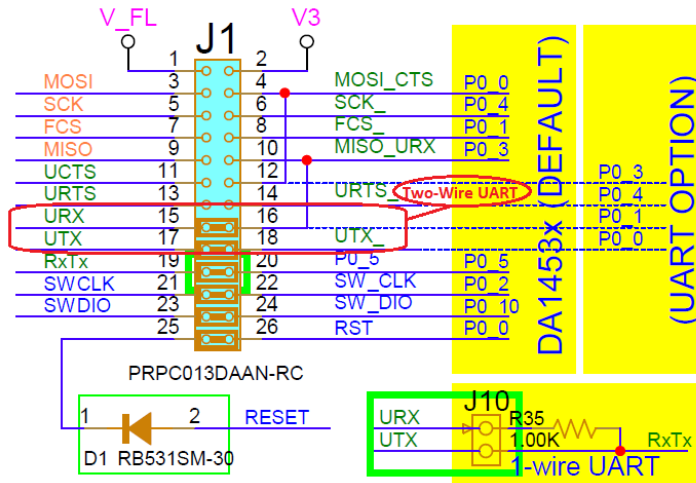 V_FL J1 V3
1 2
MOSI 3 4 MOSI_CTS P0_0
SCK 5 6 SCK_ P0_4
FCS 7 8 FCS_ P0_1
MISO 9 10 MISO_URX P0_3
UCTS 11 12 P0_3
URTS 13 14 URTS_ Two-Wire UART P0_4
URX 15 16 P0_1
UTX 17 18 UTX_ P0_0
RxTx 19 20 P0_5 P0_5
SWCLK 21 22 SW_CLK P0_2
SWDIO 23 24 SW_DIO P0_10
25 26 RST P0_0
DA1453x (DEFAULT)
(UART OPTION)
PRPC013DAAN-RC
1 2 RESET
D1 RB531SM-30
J10
URX R35
UTX 1.00K RxTx
1-wire UART